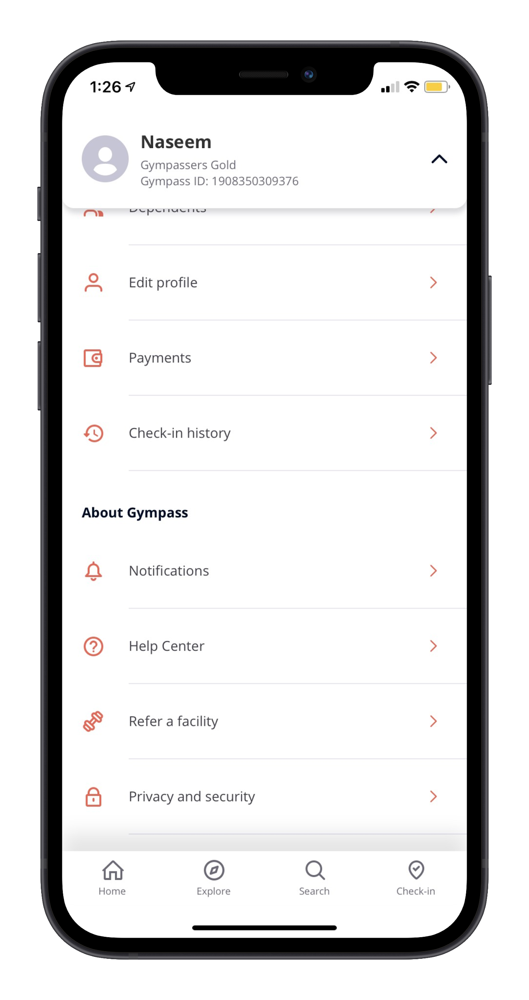 1:26
Naseem
Gympassers Gold
Gympass ID: 1908350309376
Dependents
Edit profile
Payments
Check-in history
About Gympass
Notifications
Help Center
Refer a facility
Privacy and security
Home
Explore
Search
Check-in